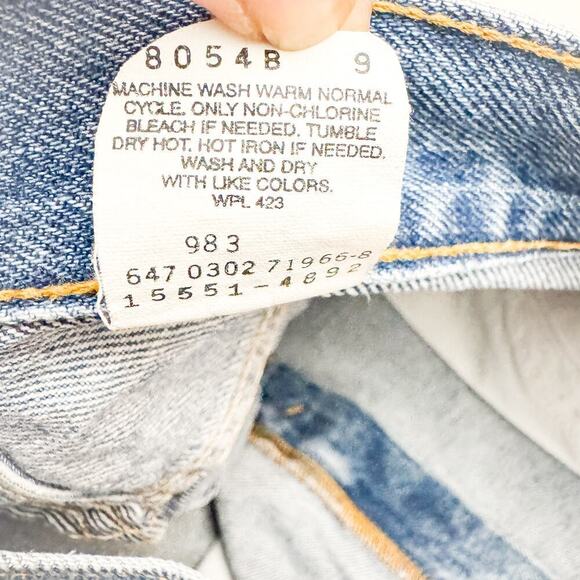 8054B 9
MACHINE WASH WARM NORMAL
CYCLE. ONLY NON-CHLORINE
BLEACH IF NEEDED. TUMBLE
DRY HOT. HOT IRON IF NEEDED.
WASH AND DRY
WITH LIKE COLORS.
WPL 423
983
647 0302 71966-8
15551-4892